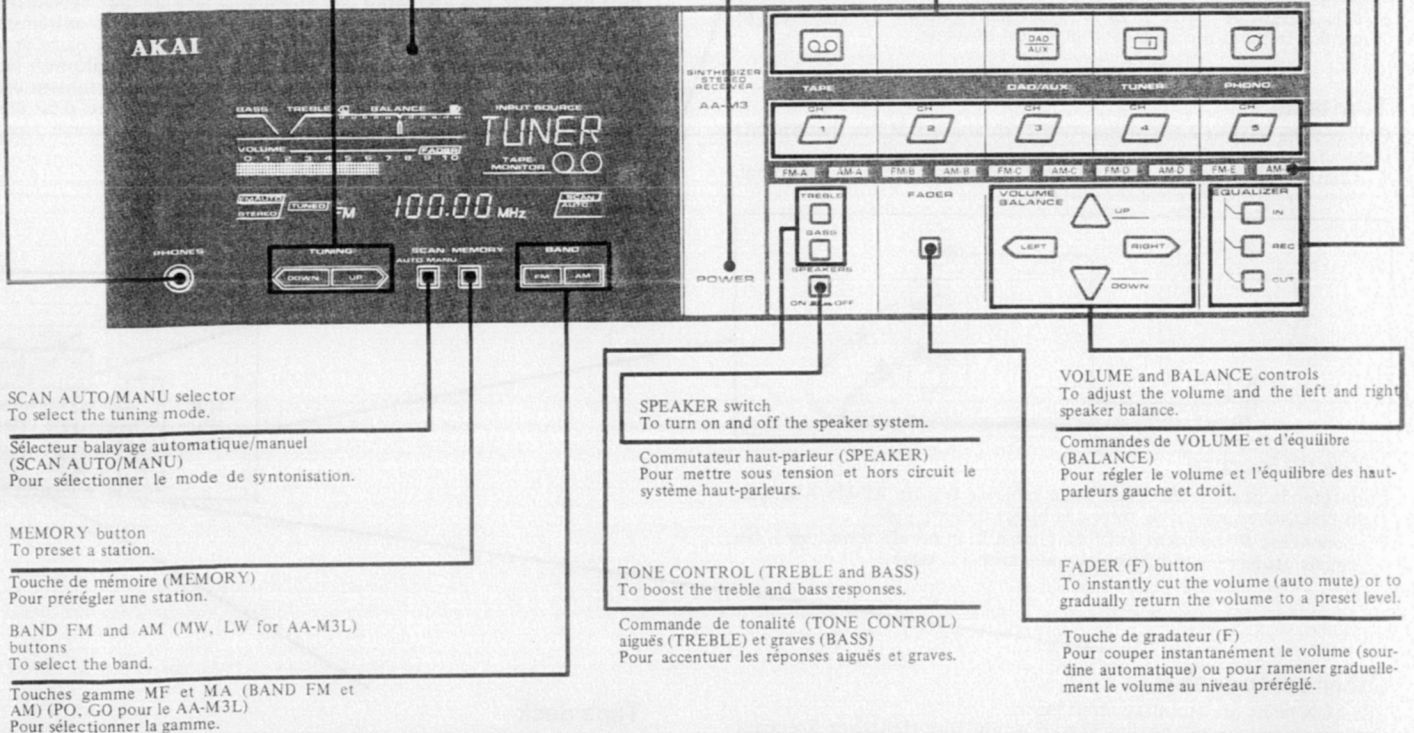 AKAI
BASS TREBLE BALANCE
VOLUME FADER
0 1 2 3 4 5 6 7 8 9 10
INPUT SOURCE
TUNER
TAPE
MONITOR
FM AUTO
STEREO
TUNED
FM
100.00 MHz
SCAN
AUTO
PHONES
TUNING
DOWN UP
SCAN MEMORY
AUTO MANU
BAND
FM AM
SINTHESIZER
STEREO
RECEIVER
AA-M3
POWER
DAD
AUX
TAPE DAD/AUX TUNER PHONO
CH CH CH CH CH
1 2 3 4 5
FM-A AM-A FM-B AM-B FM-C AM-C FM-D AM-D FM-E AM
TREBLE
BASS
SPEAKERS
ON OFF
FADER
VOLUME
BALANCE
UP
LEFT RIGHT
DOWN
EQUALIZER
IN
REC
CUT
SCAN AUTO/MANU selector
To select the tuning mode.
Sélecteur balayage automatique/manuel
(SCAN AUTO/MANU)
Pour sélectionner le mode de syntonisation.
MEMORY button
To preset a station.
Touche de mémoire (MEMORY)
Pour prérégler une station.
BAND FM and AM (MW, LW for AA-M3L)
buttons
To select the band.
Touches gamme MF et MA (BAND FM et
AM) (PO, GO pour le AA-M3L)
Pour sélectionner la gamme.
SPEAKER switch
To turn on and off the speaker system.
Commutateur haut-parleur (SPEAKER)
Pour mettre sous tension et hors circuit le
système haut-parleurs.
TONE CONTROL (TREBLE and BASS)
To boost the treble and bass responses.
Commande de tonalité (TONE CONTROL)
aiguës (TREBLE) et graves (BASS)
Pour accentuer les réponses aiguës et graves.
VOLUME and BALANCE controls
To adjust the volume and the left and right
speaker balance.
Commandes de VOLUME et d'équilibre
(BALANCE)
Pour régler le volume et l'équilibre des haut-
parleurs gauche et droit.
FADER (F) button
To instantly cut the volume (auto mute) or to
gradually return the volume to a preset level.
Touche de gradateur (F)
Pour couper instantanément le volume (sour-
dine automatique) ou pour ramener graduelle-
ment le volume au niveau préréglé.